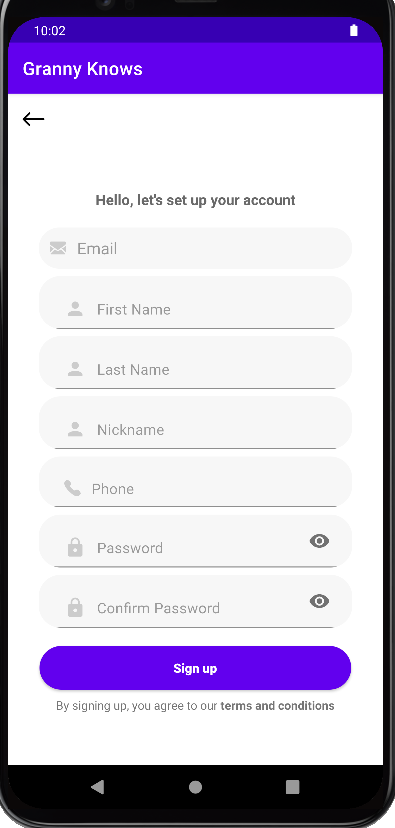 10:02
Granny Knows
Hello, let's set up your account
Email
First Name
Last Name
Nickname
Phone
Password
Confirm Password
Sign up
By signing up, you agree to our terms and conditions